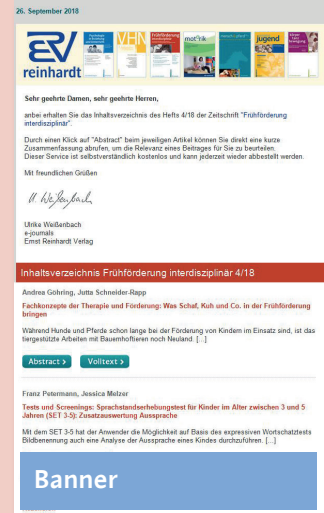 26. September 2018
ERV
reinhardt
VHN
Frühförderung
mot'rik
jugend
Sehr geehrte Damen, sehr geehrte Herren,
anbei erhalten Sie das Inhaltsverzeichnis des Hefts 4/18 der Zeitschrift "Frühförderung
interdisziplinär".
Durch einen Klick auf "Abstract" beim jeweiligen Artikel können Sie direkt eine kurze
Zusammenfassung abrufen, um die Relevanz eines Beitrages für Sie zu beurteilen.
Dieser Service ist selbstverständlich kostenlos und kann jederzeit wieder abbestellt werden.
Mit freundlichen Grüßen
U. Weißenbach
Ulrike Weißenbach
e-journals
Ernst Reinhardt Verlag
Inhaltsverzeichnis Frühförderung interdisziplinär 4/18
Andrea Göhring, Jutta Schneider-Rapp
Fachkonzepte der Therapie und Förderung: Was Schaf, Kuh und Co. in der Frühförderung
bringen
Während Hunde und Pferde schon lange bei der Förderung von Kindern im Einsatz sind, ist das
tiergestützte Arbeiten mit Bauernhoftieren noch Neuland. [...]
Abstract >
Volltext >
Franz Petermann, Jessica Melzer
Tests und Screenings: Sprachstandserhebungstest für Kinder im Alter zwischen 3 und 5
Jahren (SET 3-5): Zusatzauswertung Aussprache
Mit dem SET 3-5 hat der Anwender die Möglichkeit auf Basis des expressiven Wortschatztests
Bildbenennung auch eine Analyse der Aussprache eines Kindes durchzuführen. [...]
Banner